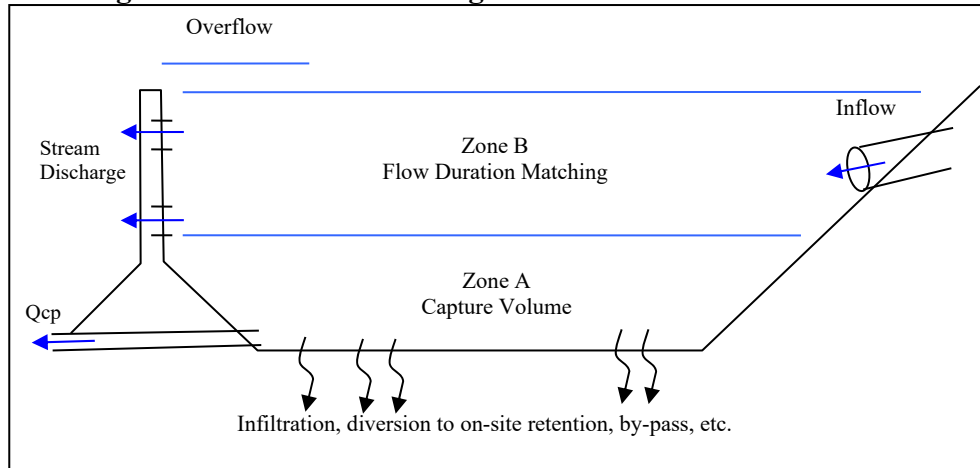 Overflow
Inflow
Stream
Discharge
Zone B
Flow Duration Matching
Zone A
Capture Volume
Qcp
Infiltration, diversion to on-site retention, by-pass, etc.